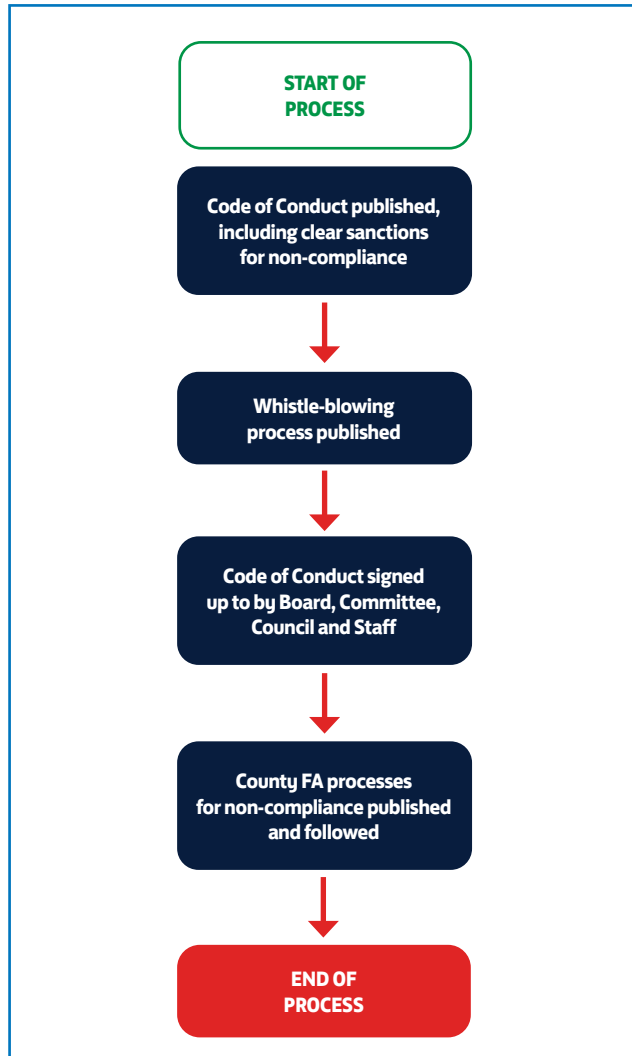 START OF
PROCESS
Code of Conduct published,
including clear sanctions
for non-compliance
Whistle-blowing
process published
Code of Conduct signed
up to by Board, Committee,
Council and Staff
County FA processes
for non-compliance published
and followed
END OF
PROCESS